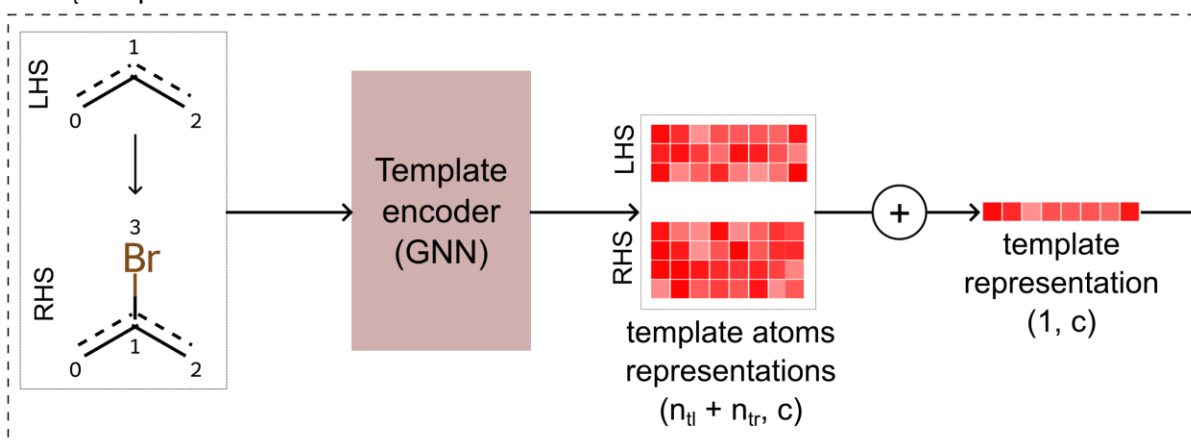 LHS
1
0
2
3
Br
RHS
0
1
2
Template
encoder
(GNN)
LHS
RHS
template atoms
representations
(n_tl + n_tr, c)
+
template
representation
(1, c)